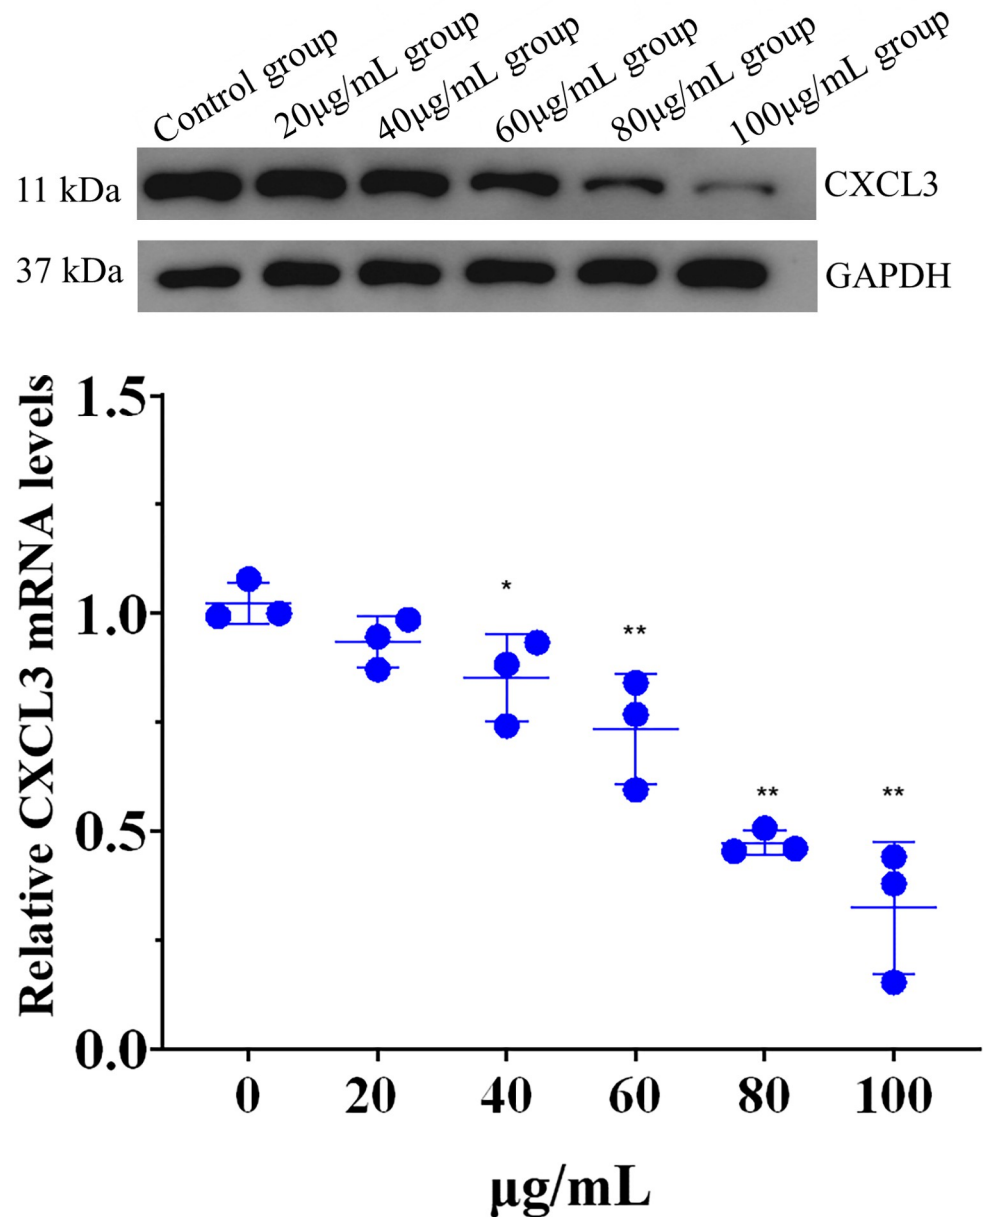 Control group
20μg/mL group
40μg/mL group
60μg/mL group
80μg/mL group
100μg/mL group
11 kDa
CXCL3
37 kDa
GAPDH
Relative CXCL3 mRNA levels
1.5
1.0
0.5
0.0
*
**
**
**
0 20 40 60 80 100
μg/mL